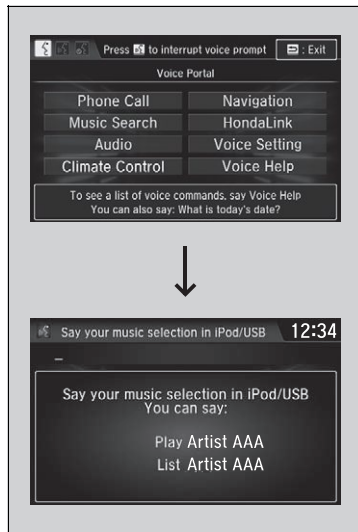 Press to interrupt voice prompt : Exit
Voice Portal
Phone Call Navigation
Music Search HondaLink
Audio Voice Setting
Climate Control Voice Help
To see a list of voice commands, say Voice Help
You can also say: What is today's date?
Say your music selection in iPod/USB 12:34
Say your music selection in iPod/USB
You can say:
Play Artist AAA
List Artist AAA